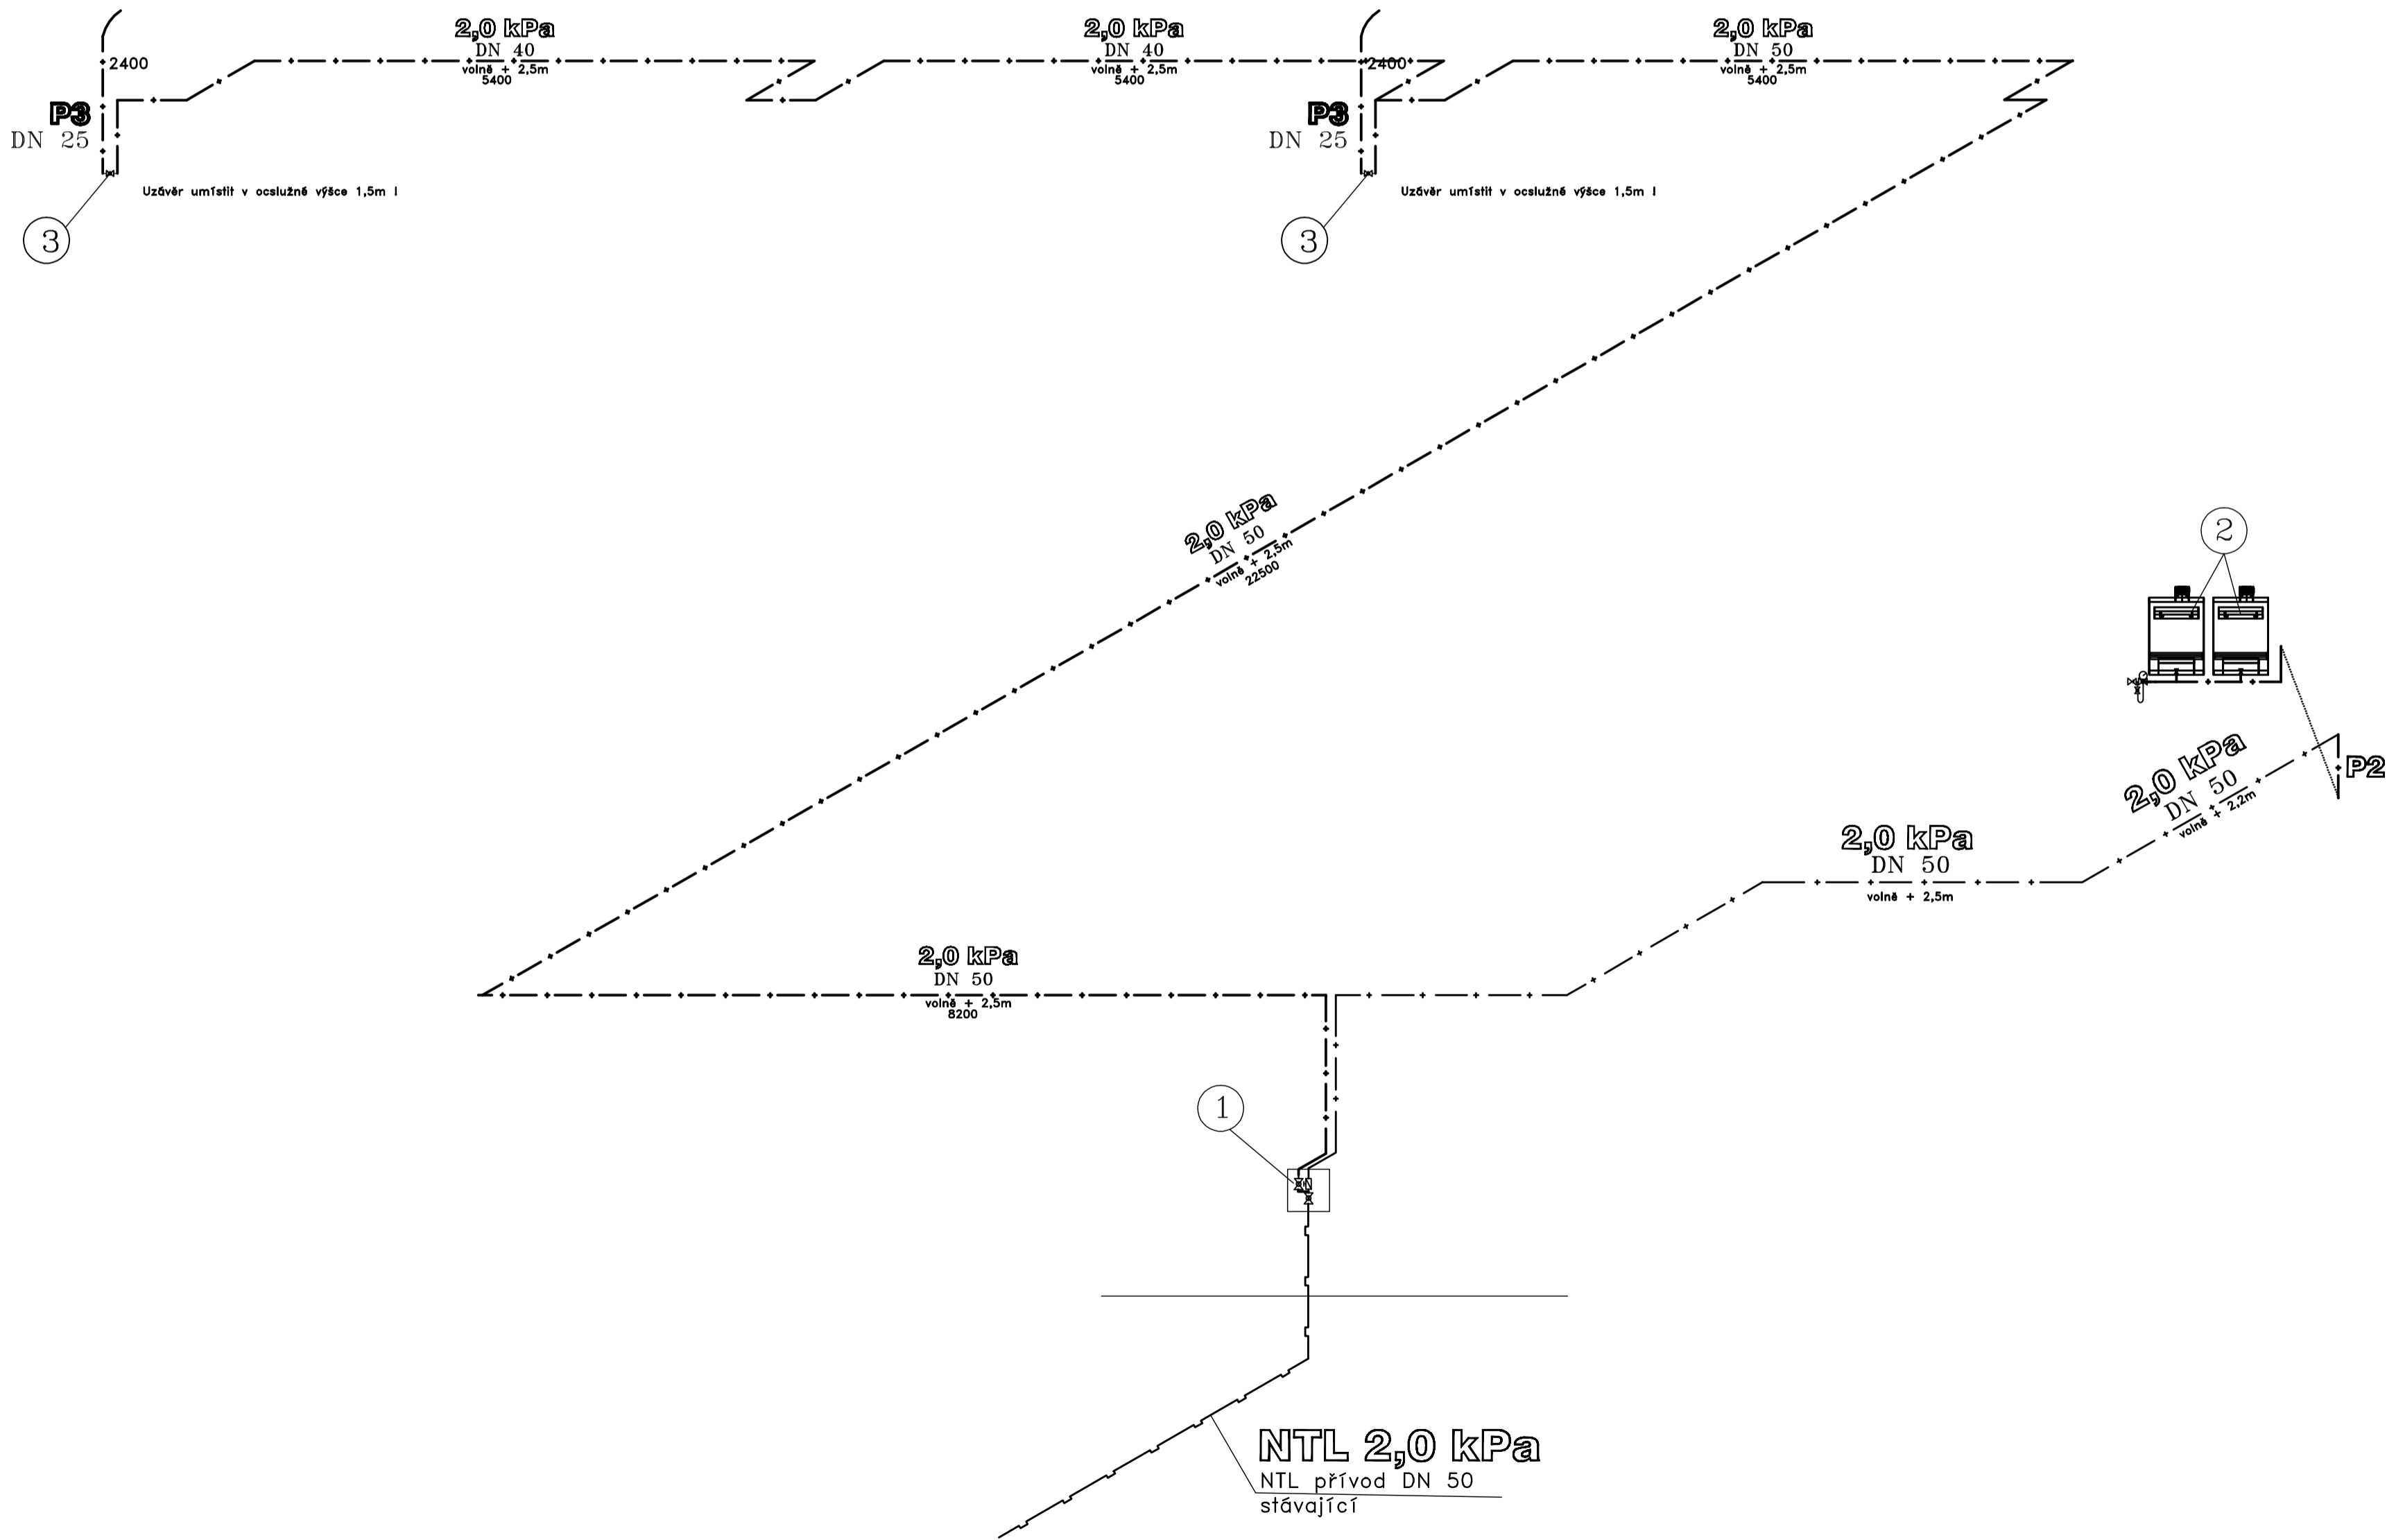 2,0 kPa
DN 40
volně + 2,5m
5400
2400
P3
DN 25
Uzávěr umístit v ocslužné výšce 1,5m !
3
2,0 kPa
DN 40
volně + 2,5m
5400
2400
P3
DN 25
Uzávěr umístit v ocslužné výšce 1,5m !
3
2,0 kPa
DN 50
volně + 2,5m
5400
2,0 kPa
DN 50
volně + 2,5m
22500
2
2,0 kPa
DN 50
volně + 2,2m
P2
2,0 kPa
DN 50
volně + 2,5m
2,0 kPa
DN 50
volně + 2,5m
8200
1
NTL 2,0 kPa
NTL přívod DN 50
stávající